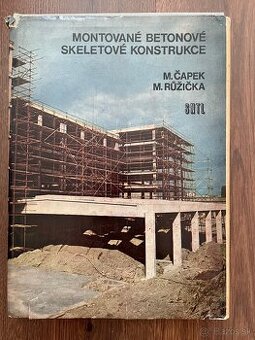 MONTOVANÉ BETONOVÉ
SKELETOVÉ KONSTRUKCE
M. ČAPEK
M. RŮŽIČKA
SNTL